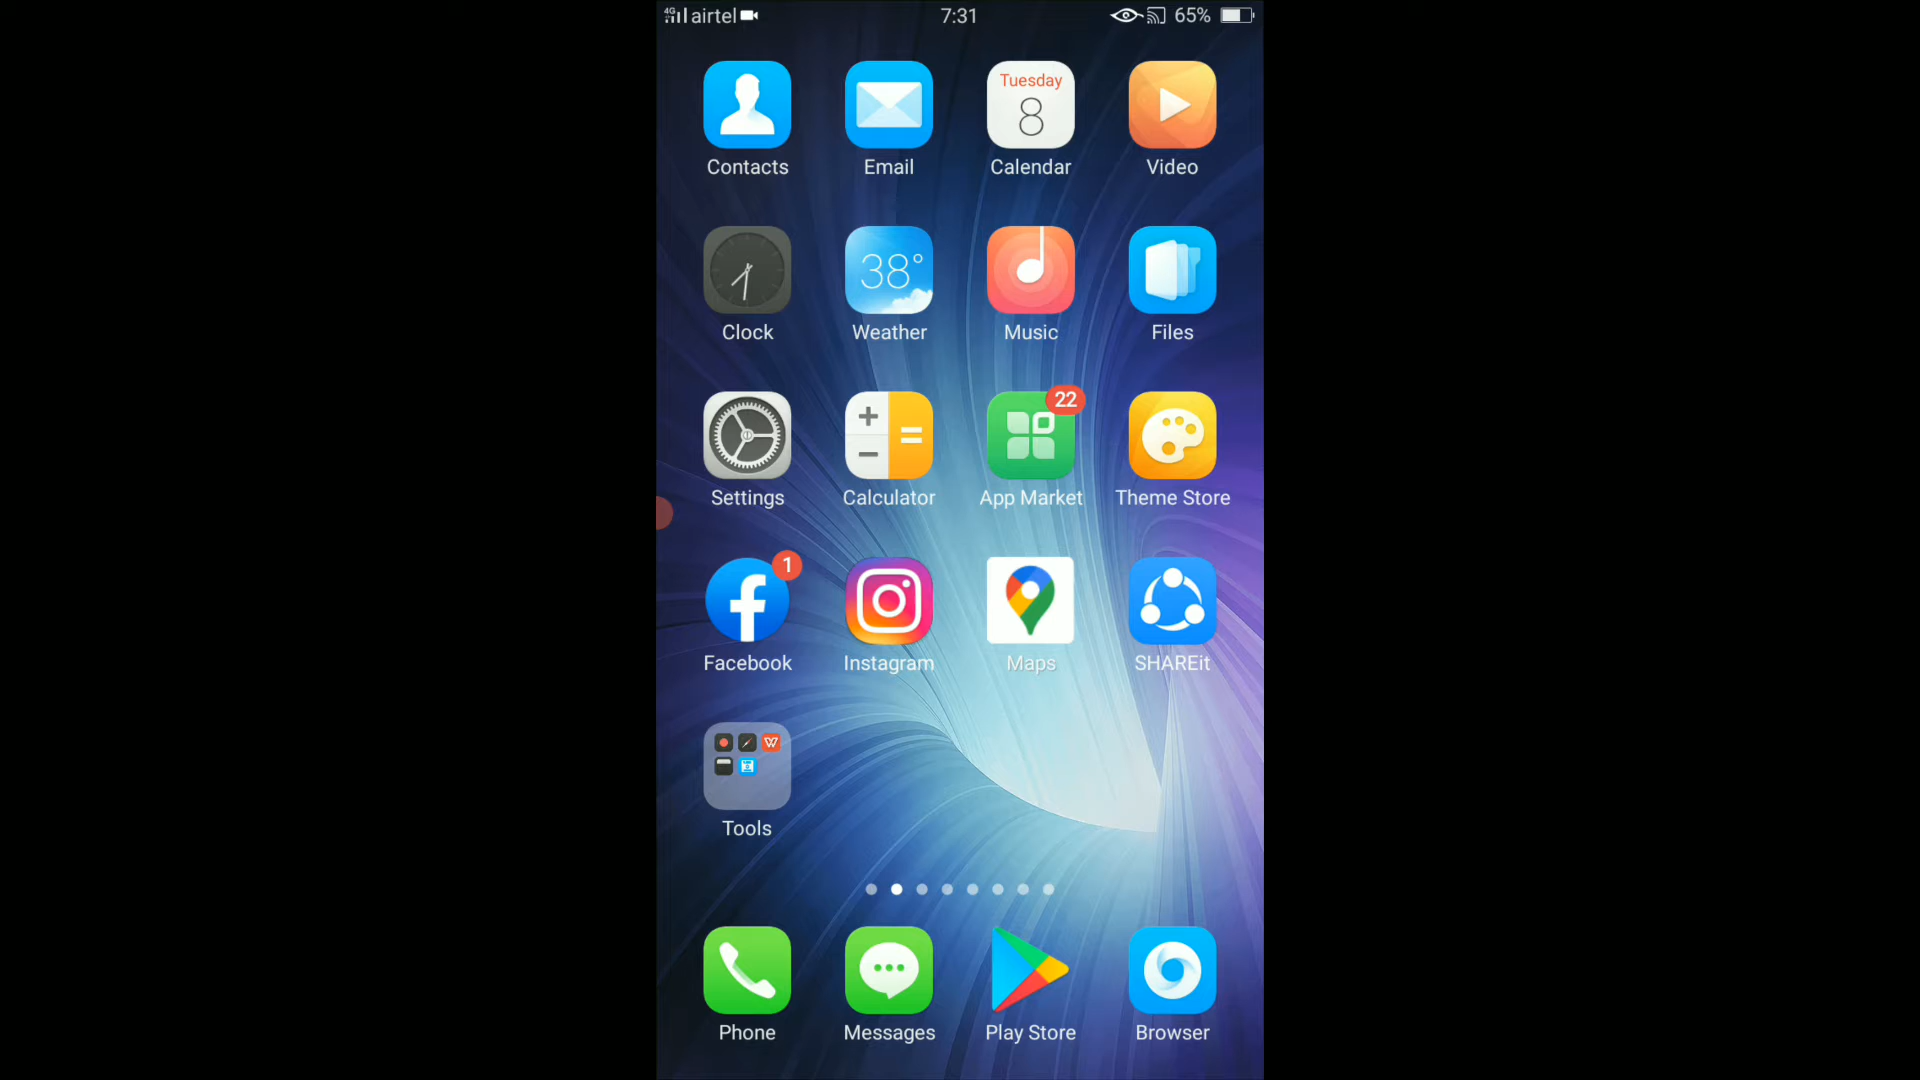 4G airtel 7:31 65%
Tuesday
8
Contacts Email Calendar Video
38°
Clock Weather Music Files
22
Settings Calculator App Market Theme Store
1
Facebook Instagram Maps SHAREit
W
Tools
Phone Messages Play Store Browser